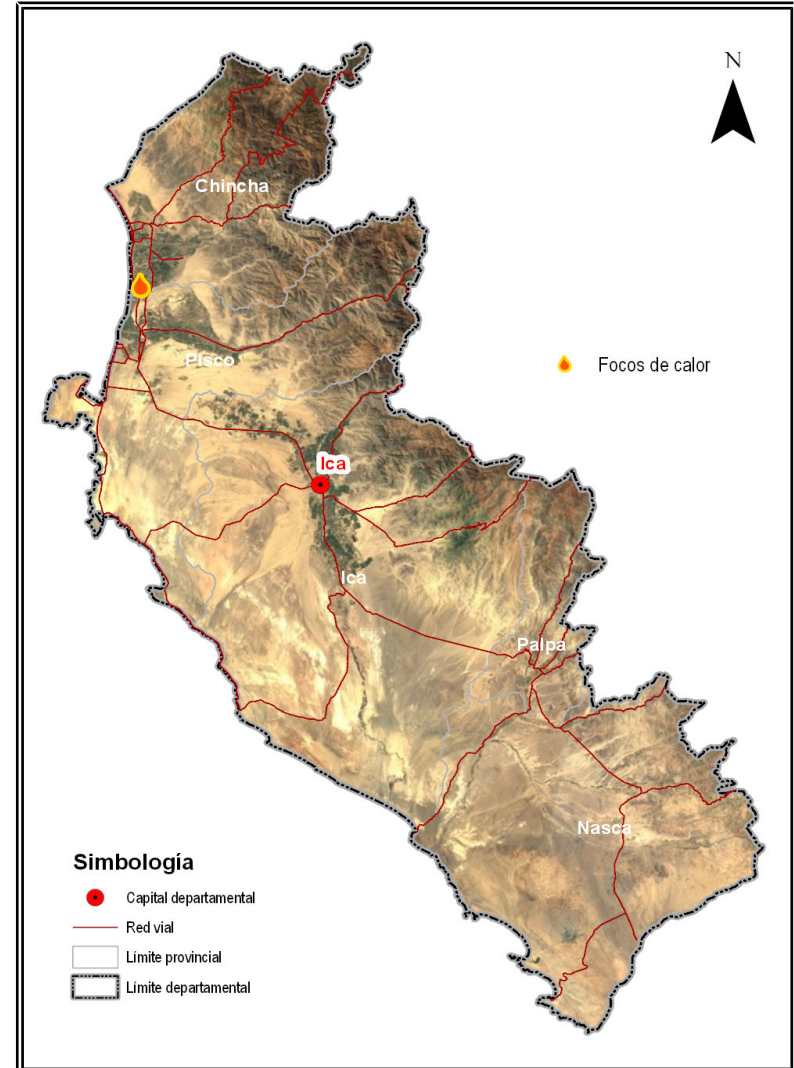 N
Chincha
Pisco
Focos de calor
Ica
Ica
Palpa
Nasca
Simbología
Capital departamental
Red vial
Límite provincial
Límite departamental